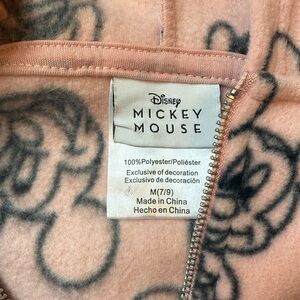 Disney
MICKEY
MOUSE
100%Polyester/Poliéster
Exclusive of decoration
Exclusivo de decoración
M(7/9)
Made in China
Hecho en China